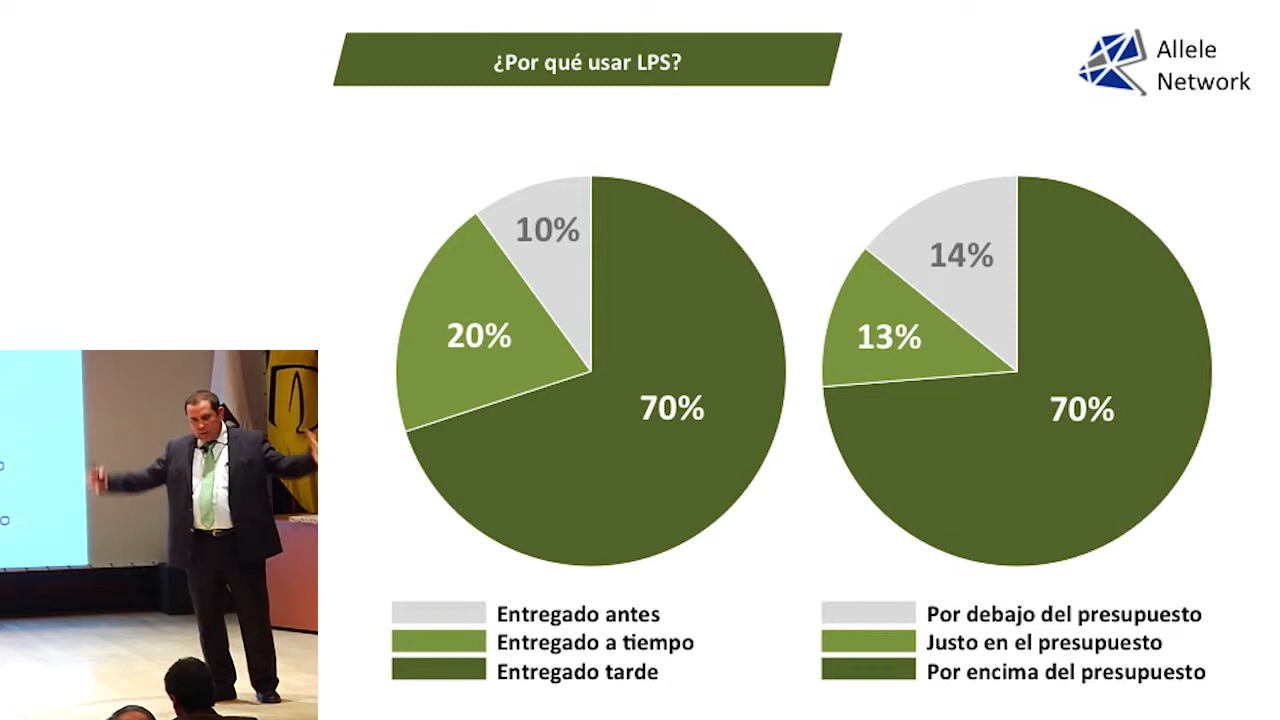 ¿Por qué usar LPS?
Allele
Network
10%
20%
70%
14%
13%
70%
Entregado antes
Entregado a tiempo
Entregado tarde
Por debajo del presupuesto
Justo en el presupuesto
Por encima del presupuesto